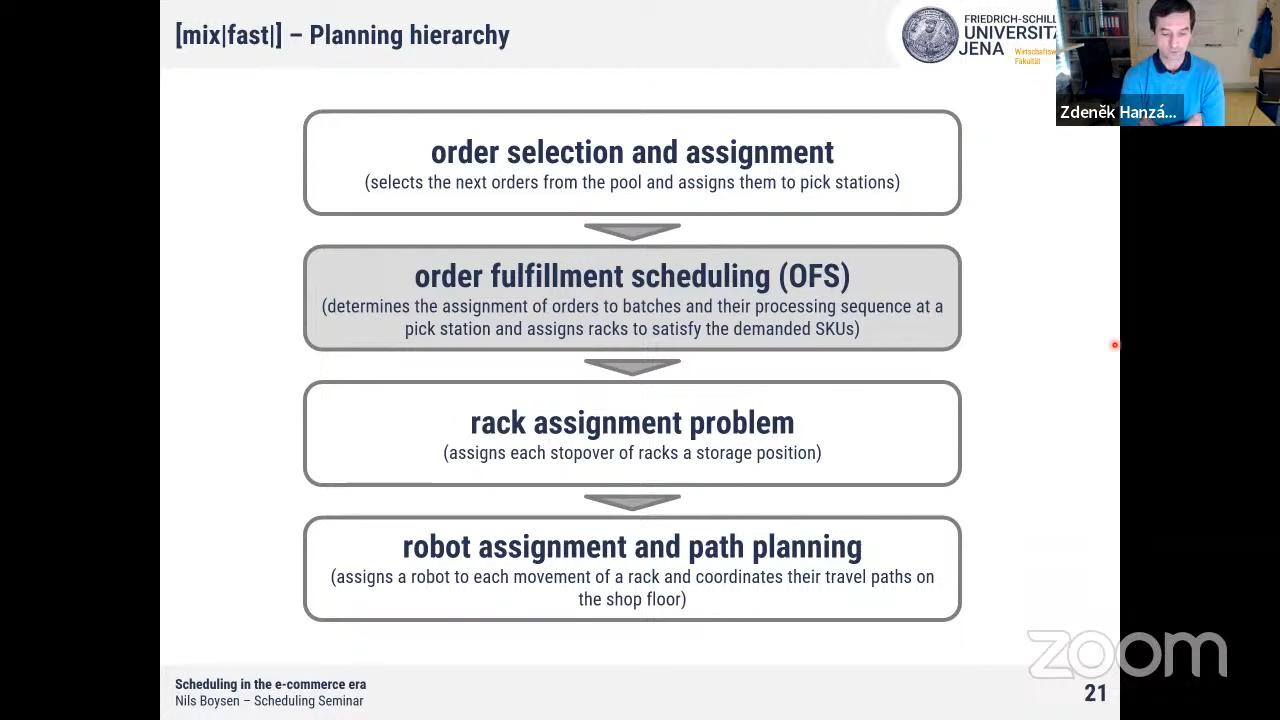 [mix|fast|] – Planning hierarchy
FRIEDRICH-SCHILL
UNIVERSITÄ
JENA
Wirtschaftsw
Fakultät
Zdeněk Hanzá...
order selection and assignment
(selects the next orders from the pool and assigns them to pick stations)
order fulfillment scheduling (OFS)
(determines the assignment of orders to batches and their processing sequence at a
pick station and assigns racks to satisfy the demanded SKUs)
rack assignment problem
(assigns each stopover of racks a storage position)
robot assignment and path planning
(assigns a robot to each movement of a rack and coordinates their travel paths on
the shop floor)
zoom
Scheduling in the e-commerce era
Nils Boysen – Scheduling Seminar
21